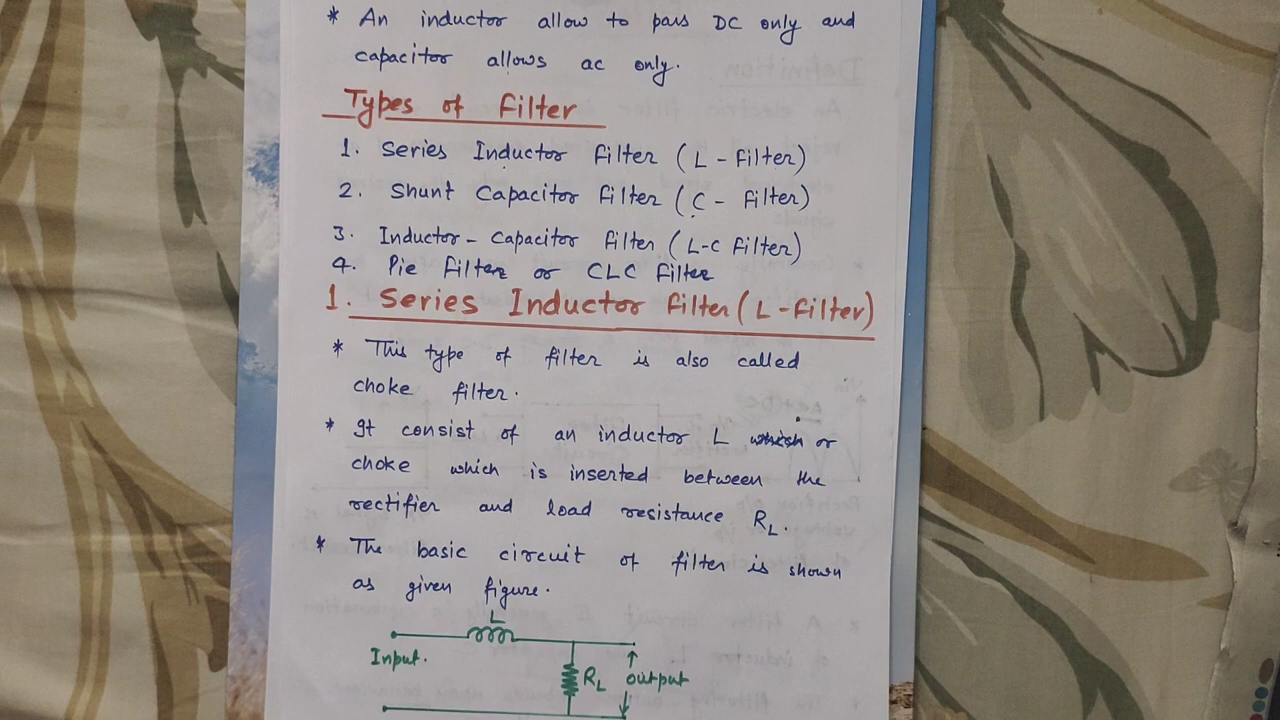 * An inductor allow to pass DC only and
capacitor allows ac only.
Types of Filter
1. Series Inductor Filter (L-Filter)
2. Shunt Capacitor Filter (C- Filter)
3. Inductor-Capacitor Filter (L-C Filter)
4. Pie Filter or CLC Filter
1. Series Inductor Filter (L-Filter)
* This type of filter is also called
choke filter.
* It consist of an inductor L or
choke which is inserted between the
rectifier and load resistance RL.
* The basic circuit of filter is shown
as given figure.
L
Input.
RL
output